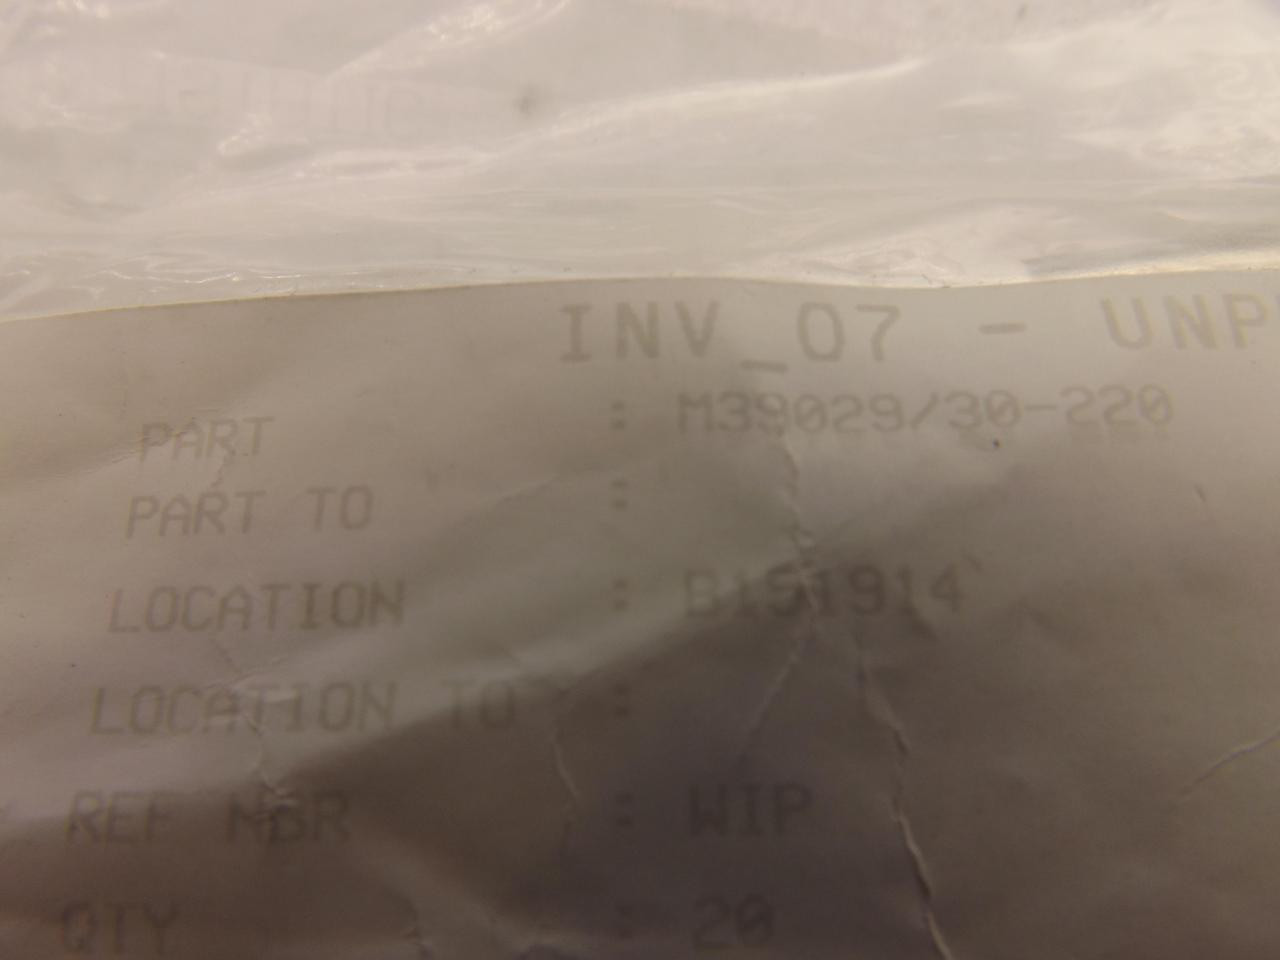 INV_07 - UNP
PART : M39029/30-220
PART TO :
LOCATION : B151914
LOCATION TO :
REF NBR : WIP
QTY : 20